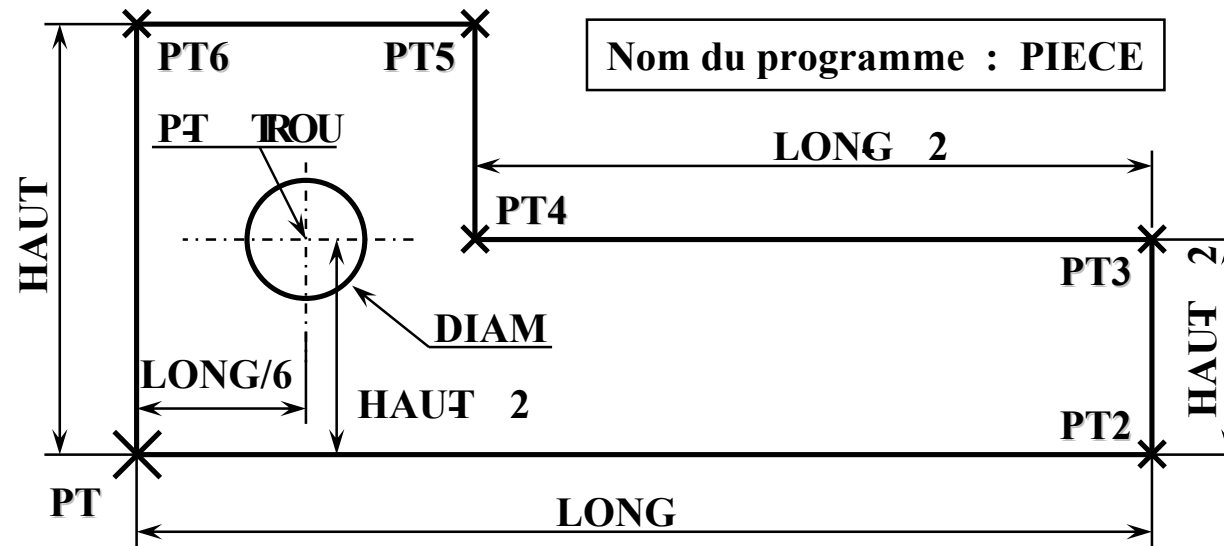 PT6
PT5
Nom du programme : PIECE
PT-TROU
LONG-2
HAUT
PT4
PT3
DIAM
LONG/6
HAUT-2
HAUT-2
PT2
PT
LONG